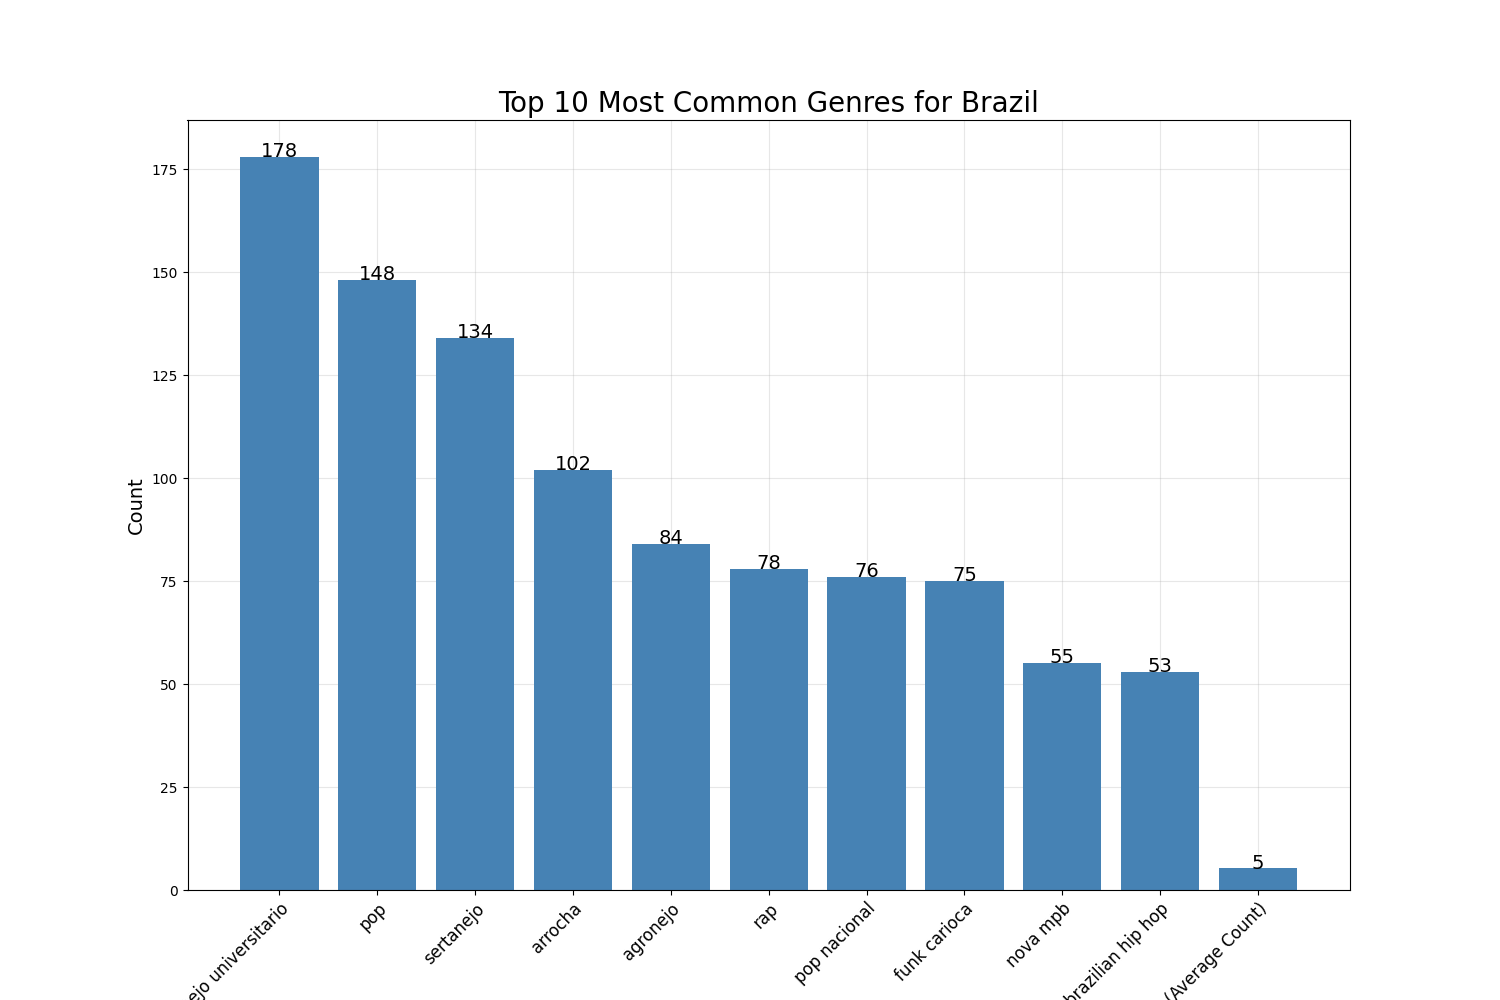 Top 10 Most Common Genres for Brazil
178
148
134
102
84
78
76
75
55
53
5
175
150
125
100
75
50
25
0
Count
ejo universitario
pop
sertanejo
arrocha
agronejo
rap
pop nacional
funk carioca
nova mpb
brazilian hip hop
(Average Count)